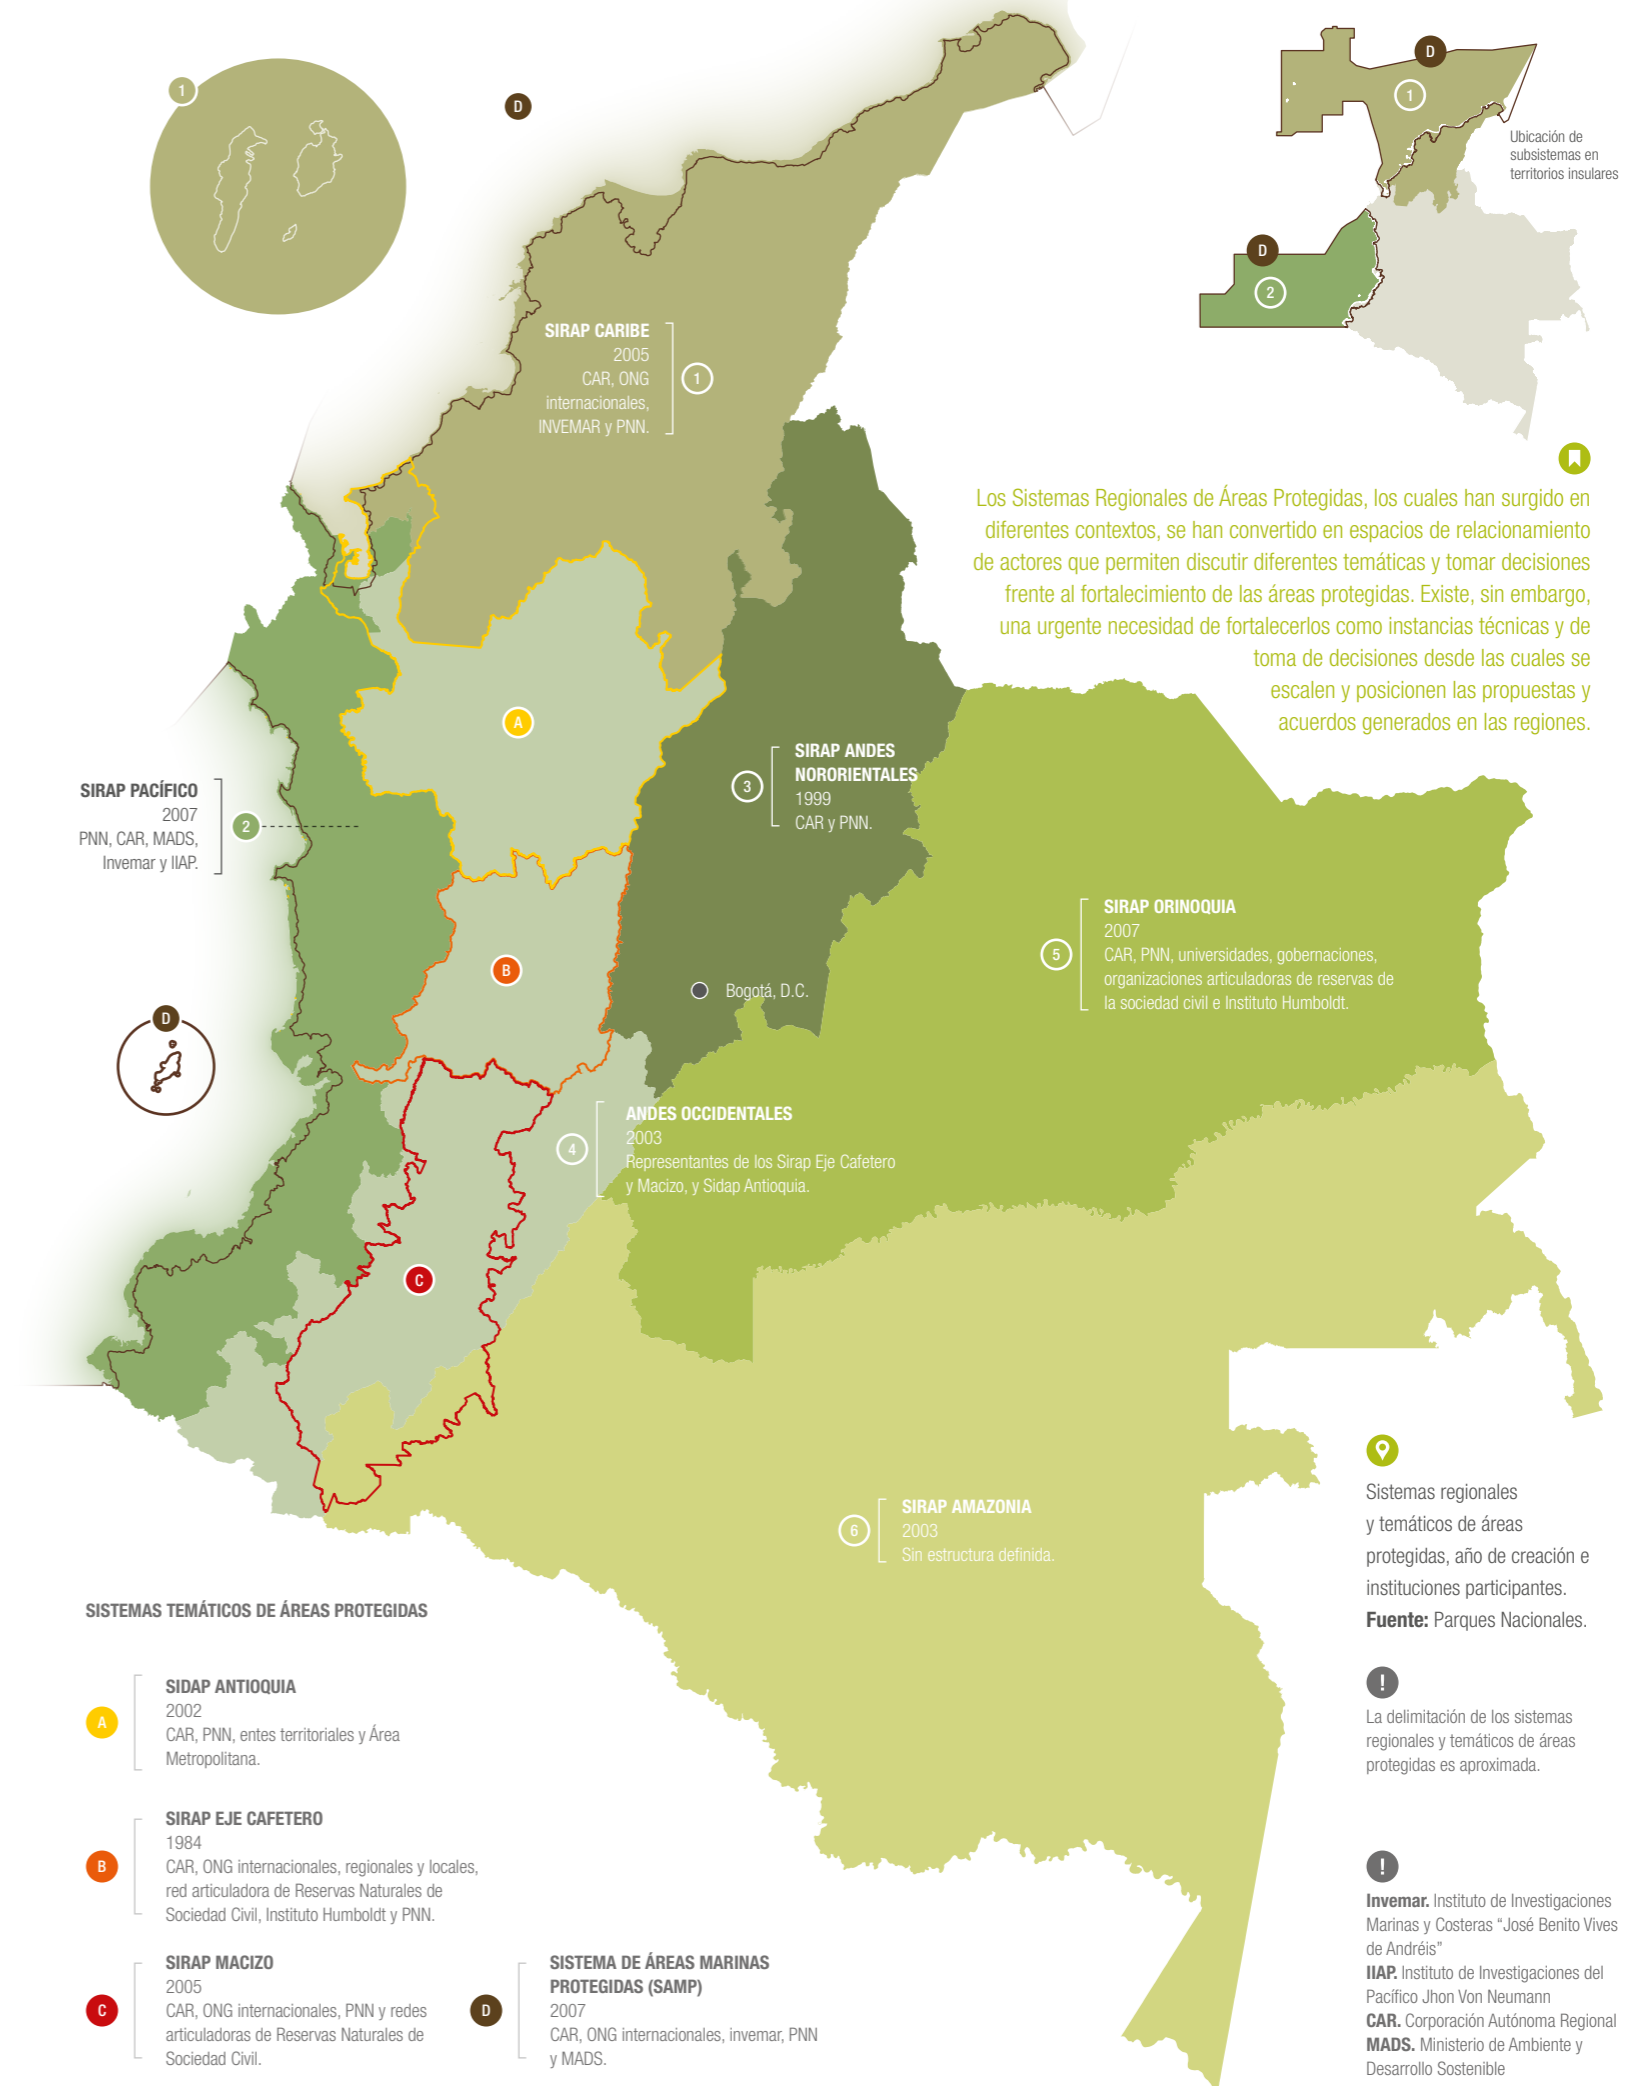 1
D
D
1
Ubicación de
subsistemas en
territorios insulares
D
2
SIRAP CARIBE
2005
CAR, ONG
internacionales,
INVEMAR y PNN.
1
Los Sistemas Regionales de Áreas Protegidas, los cuales han surgido en
diferentes contextos, se han convertido en espacios de relacionamiento
de actores que permiten discutir diferentes temáticas y tomar decisiones
frente al fortalecimiento de las áreas protegidas. Existe, sin embargo,
una urgente necesidad de fortalecerlos como instancias técnicas y de
toma de decisiones desde las cuales se
escalen y posicionen las propuestas y
acuerdos generados en las regiones.
A
SIRAP ANDES
NORORIENTALES
1999
CAR y PNN.
3
SIRAP PACÍFICO
2007
PNN, CAR, MADS,
Invemar y IIAP.
2
SIRAP ORINOQUIA
2007
CAR, PNN, universidades, gobernaciones,
organizaciones articuladoras de reservas de
la sociedad civil e Instituto Humboldt.
5
B
Bogotá, D.C.
D
ANDES OCCIDENTALES
2003
Representantes de los Sirap Eje Cafetero
y Macizo, y Sidap Antioquia.
4
C
SIRAP AMAZONIA
2003
Sin estructura definida.
6
Sistemas regionales
y temáticos de áreas
protegidas, año de creación e
instituciones participantes.
Fuente: Parques Nacionales.
!
La delimitación de los sistemas
regionales y temáticos de áreas
protegidas es aproximada.
!
Invemar. Instituto de Investigaciones
Marinas y Costeras “José Benito Vives
de Andréis”
IIAP. Instituto de Investigaciones del
Pacífico Jhon Von Neumann
CAR. Corporación Autónoma Regional
MADS. Ministerio de Ambiente y
Desarrollo Sostenible
SISTEMAS TEMÁTICOS DE ÁREAS PROTEGIDAS
A
SIDAP ANTIOQUIA
2002
CAR, PNN, entes territoriales y Área
Metropolitana.
B
SIRAP EJE CAFETERO
1984
CAR, ONG internacionales, regionales y locales,
red articuladora de Reservas Naturales de
Sociedad Civil, Instituto Humboldt y PNN.
C
SIRAP MACIZO
2005
CAR, ONG internacionales, PNN y redes
articuladoras de Reservas Naturales de
Sociedad Civil.
D
SISTEMA DE ÁREAS MARINAS
PROTEGIDAS (SAMP)
2007
CAR, ONG internacionales, invemar, PNN
y MADS.